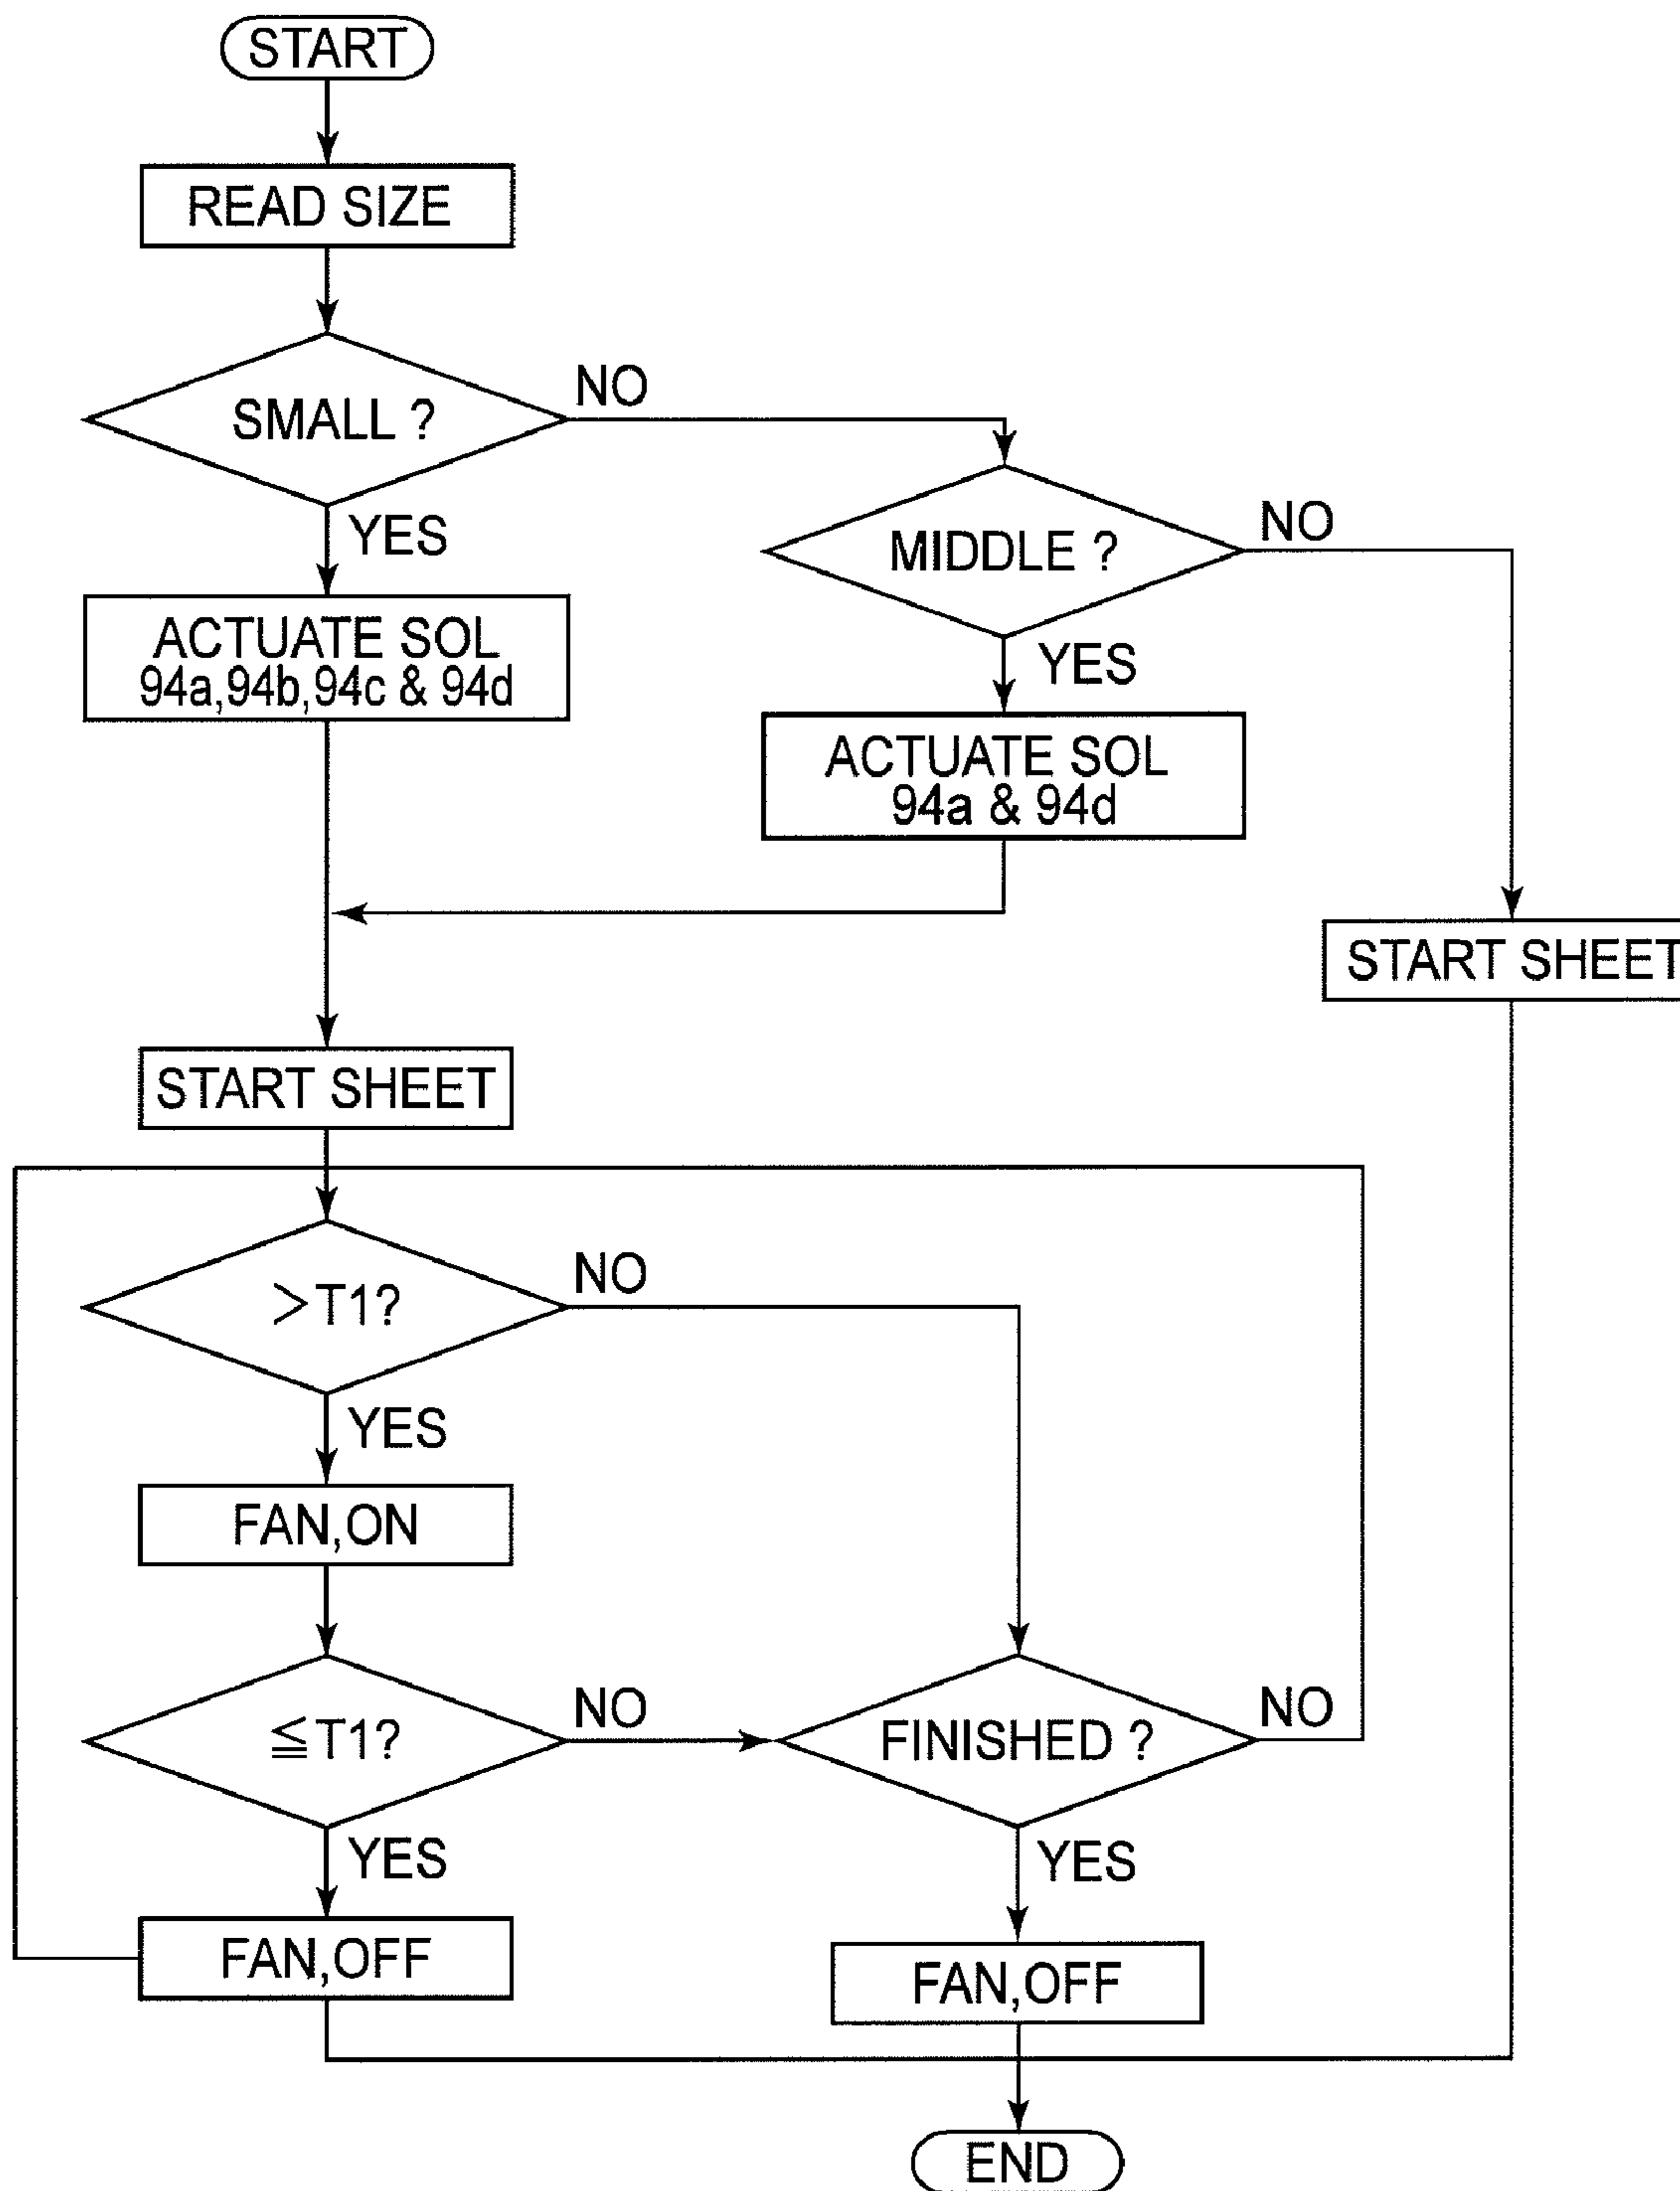 START
READ SIZE
SMALL ?
NO
YES
MIDDLE ?
NO
YES
ACTUATE SOL
94a,94b,94c & 94d
ACTUATE SOL
94a & 94d
START SHEET
START SHEET
>T1?
NO
YES
FAN,ON
≦T1?
NO
FINISHED ?
NO
YES
YES
FAN,OFF
FAN,OFF
END